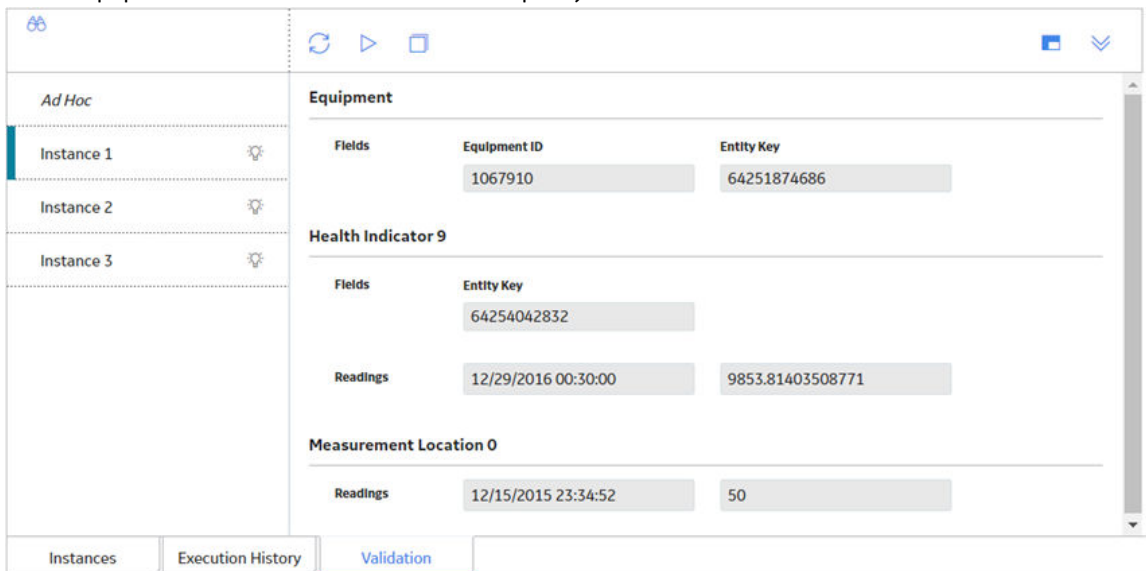 Ad Hoc
Instance 1
Instance 2
Instance 3
Equipment
Fields Equipment ID Entity Key
1067910 64251874686
Health Indicator 9
Fields Entity Key
64254042832
Readings 12/29/2016 00:30:00 9853.81403508771
Measurement Location 0
Readings 12/15/2015 23:34:52 50
Instances Execution History Validation